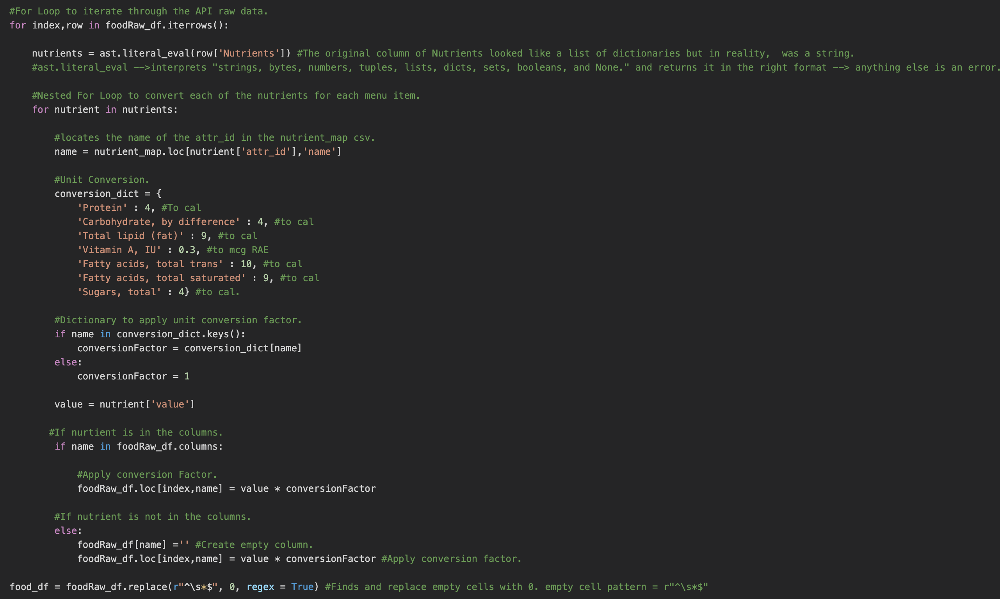 #For Loop to iterate through the API raw data.
for index,row in foodRaw_df.iterrows():
nutrients = ast.literal_eval(row['Nutrients']) #The original column of Nutrients looked like a list of dictionaries but in reality,  was a string.
#ast.literal_eval -->interprets "strings, bytes, numbers, tuples, lists, dicts, sets, booleans, and None." and returns it in the right format --> anything else is an error.
#Nested For Loop to convert each of the nutrients for each menu item.
for nutrient in nutrients:
#locates the name of the attr_id in the nutrient_map csv.
name = nutrient_map.loc[nutrient['attr_id'],'name']
#Unit Conversion.
conversion_dict = {
'Protein' : 4, #To cal
'Carbohydrate, by difference' : 4, #to cal
'Total lipid (fat)' : 9, #to cal
'Vitamin A, IU' : 0.3, #to mcg RAE
'Fatty acids, total trans' : 10, #to cal
'Fatty acids, total saturated' : 9, #to cal
'Sugars, total' : 4} #to cal.
#Dictionary to apply unit conversion factor.
if name in conversion_dict.keys():
conversionFactor = conversion_dict[name]
else:
conversionFactor = 1
value = nutrient['value']
#If nurtient is in the columns.
if name in foodRaw_df.columns:
#Apply conversion Factor.
foodRaw_df.loc[index,name] = value * conversionFactor
#If nutrient is not in the columns.
else:
foodRaw_df[name] ='' #Create empty column.
foodRaw_df.loc[index,name] = value * conversionFactor #Apply conversion factor.
food_df = foodRaw_df.replace(r"^\s*$", 0, regex = True) #Finds and replace empty cells with 0. empty cell pattern = r"^\s*$"